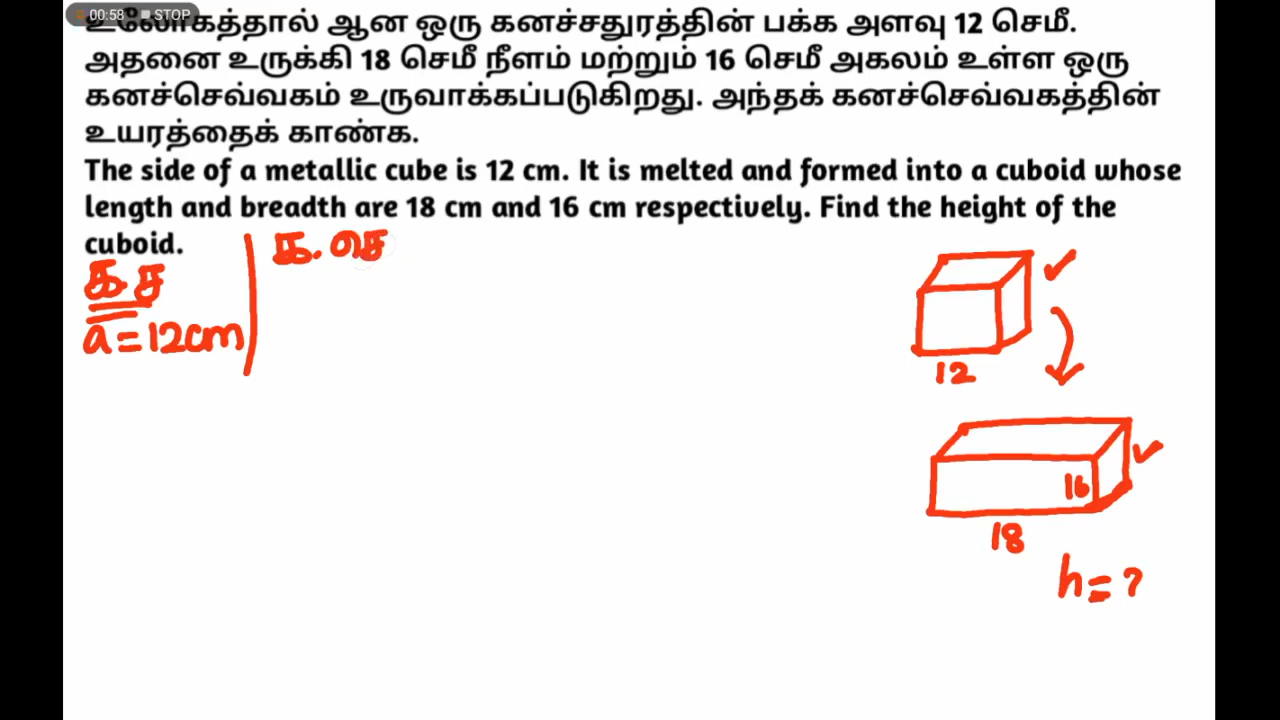 00:58 STOP
உலோகத்தால் ஆன ஒரு கனச்சதுரத்தின் பக்க அளவு 12 செமீ.
அதனை உருக்கி 18 செமீ நீளம் மற்றும் 16 செமீ அகலம் உள்ள ஒரு
கனச்செவ்வகம் உருவாக்கப்படுகிறது. அந்தக் கனச்செவ்வகத்தின்
உயரத்தைக் காண்க.
The side of a metallic cube is 12 cm. It is melted and formed into a cuboid whose
length and breadth are 18 cm and 16 cm respectively. Find the height of the
cuboid.
க.ச
a = 12cm
க.செ
12
16
18
h = ?